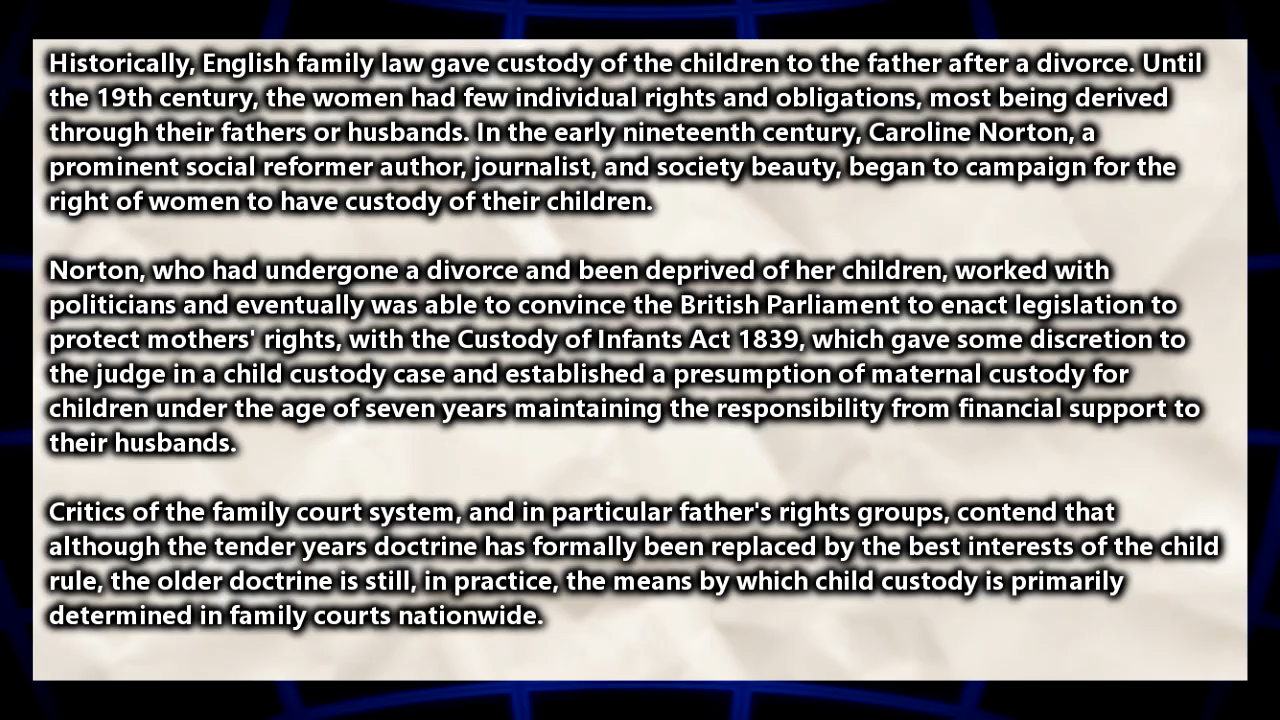 Historically, English family law gave custody of the children to the father after a divorce. Until
the 19th century, the women had few individual rights and obligations, most being derived
through their fathers or husbands. In the early nineteenth century, Caroline Norton, a
prominent social reformer author, journalist, and society beauty, began to campaign for the
right of women to have custody of their children.
Norton, who had undergone a divorce and been deprived of her children, worked with
politicians and eventually was able to convince the British Parliament to enact legislation to
protect mothers' rights, with the Custody of Infants Act 1839, which gave some discretion to
the judge in a child custody case and established a presumption of maternal custody for
children under the age of seven years maintaining the responsibility from financial support to
their husbands.
Critics of the family court system, and in particular father's rights groups, contend that
although the tender years doctrine has formally been replaced by the best interests of the child
rule, the older doctrine is still, in practice, the means by which child custody is primarily
determined in family courts nationwide.